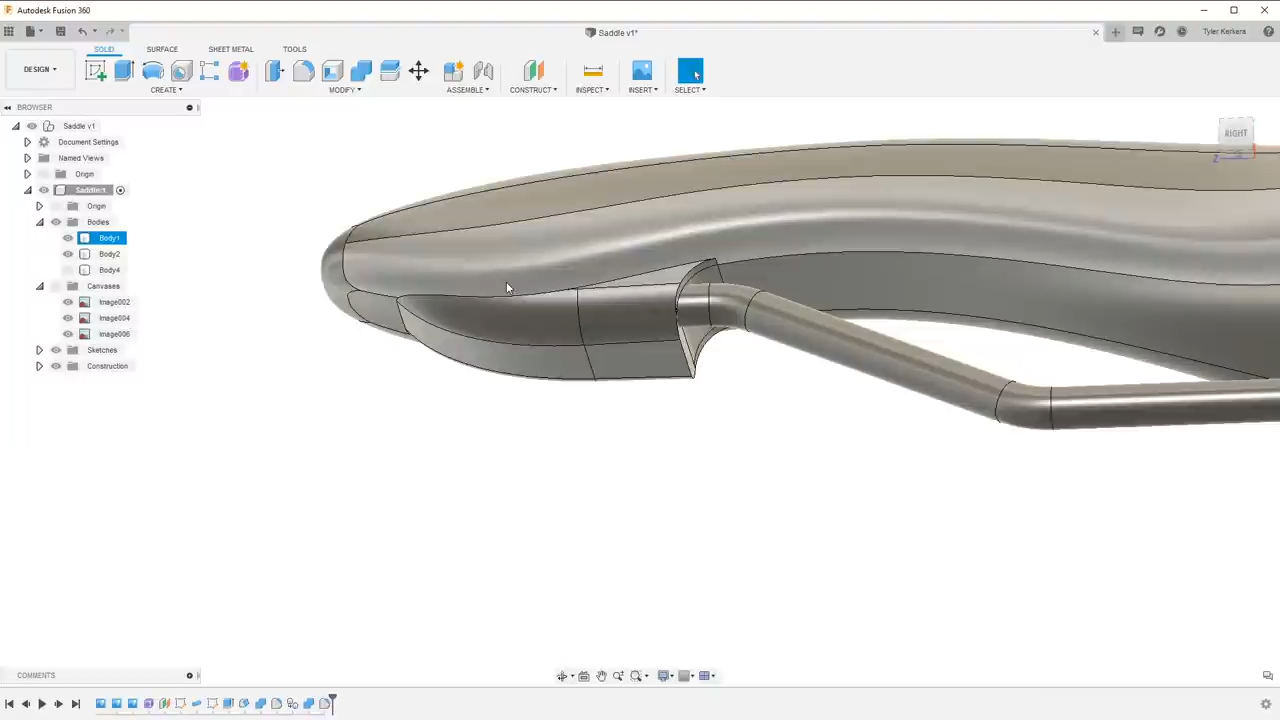 Autodesk Fusion 360
Saddle v1*
Tyler Kerkera
DESIGN
SOLID
SURFACE
SHEET METAL
TOOLS
CREATE
MODIFY
ASSEMBLE
CONSTRUCT
INSPECT
INSERT
SELECT
BROWSER
Saddle v1
Document Settings
Named Views
Origin
Saddle:1
Origin
Bodies
Body1
Body2
Body4
Canvases
Image002
Image004
Image006
Sketches
Construction
RIGHT
Z
COMMENTS